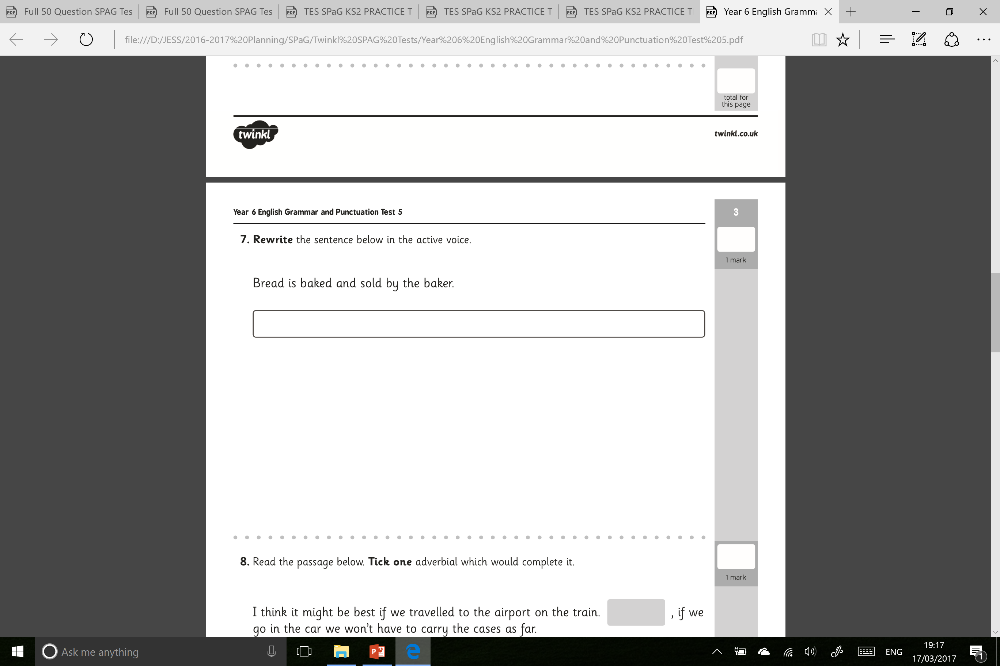 Full 50 Question SPAG Tes
Full 50 Question SPAG Tes
TES SPaG KS2 PRACTICE T
TES SPaG KS2 PRACTICE T
TES SPaG KS2 PRACTICE TI
Year 6 English Gramma
file:///D:/JESS/2016-2017%20Planning/SPaG/Twinkl%20SPAG%20Tests/Year%206%20English%20Grammar%20and%20Punctuation%20Test%205.pdf
total for
this page
twinkl
twinkl.co.uk
Year 6 English Grammar and Punctuation Test 5
3
7. Rewrite the sentence below in the active voice.
1 mark
Bread is baked and sold by the baker.
8. Read the passage below. Tick one adverbial which would complete it.
1 mark
I think it might be best if we travelled to the airport on the train. , if we
go in the car we won't have to carry the cases as far.
Ask me anything
ENG
19:17
17/03/2017
1